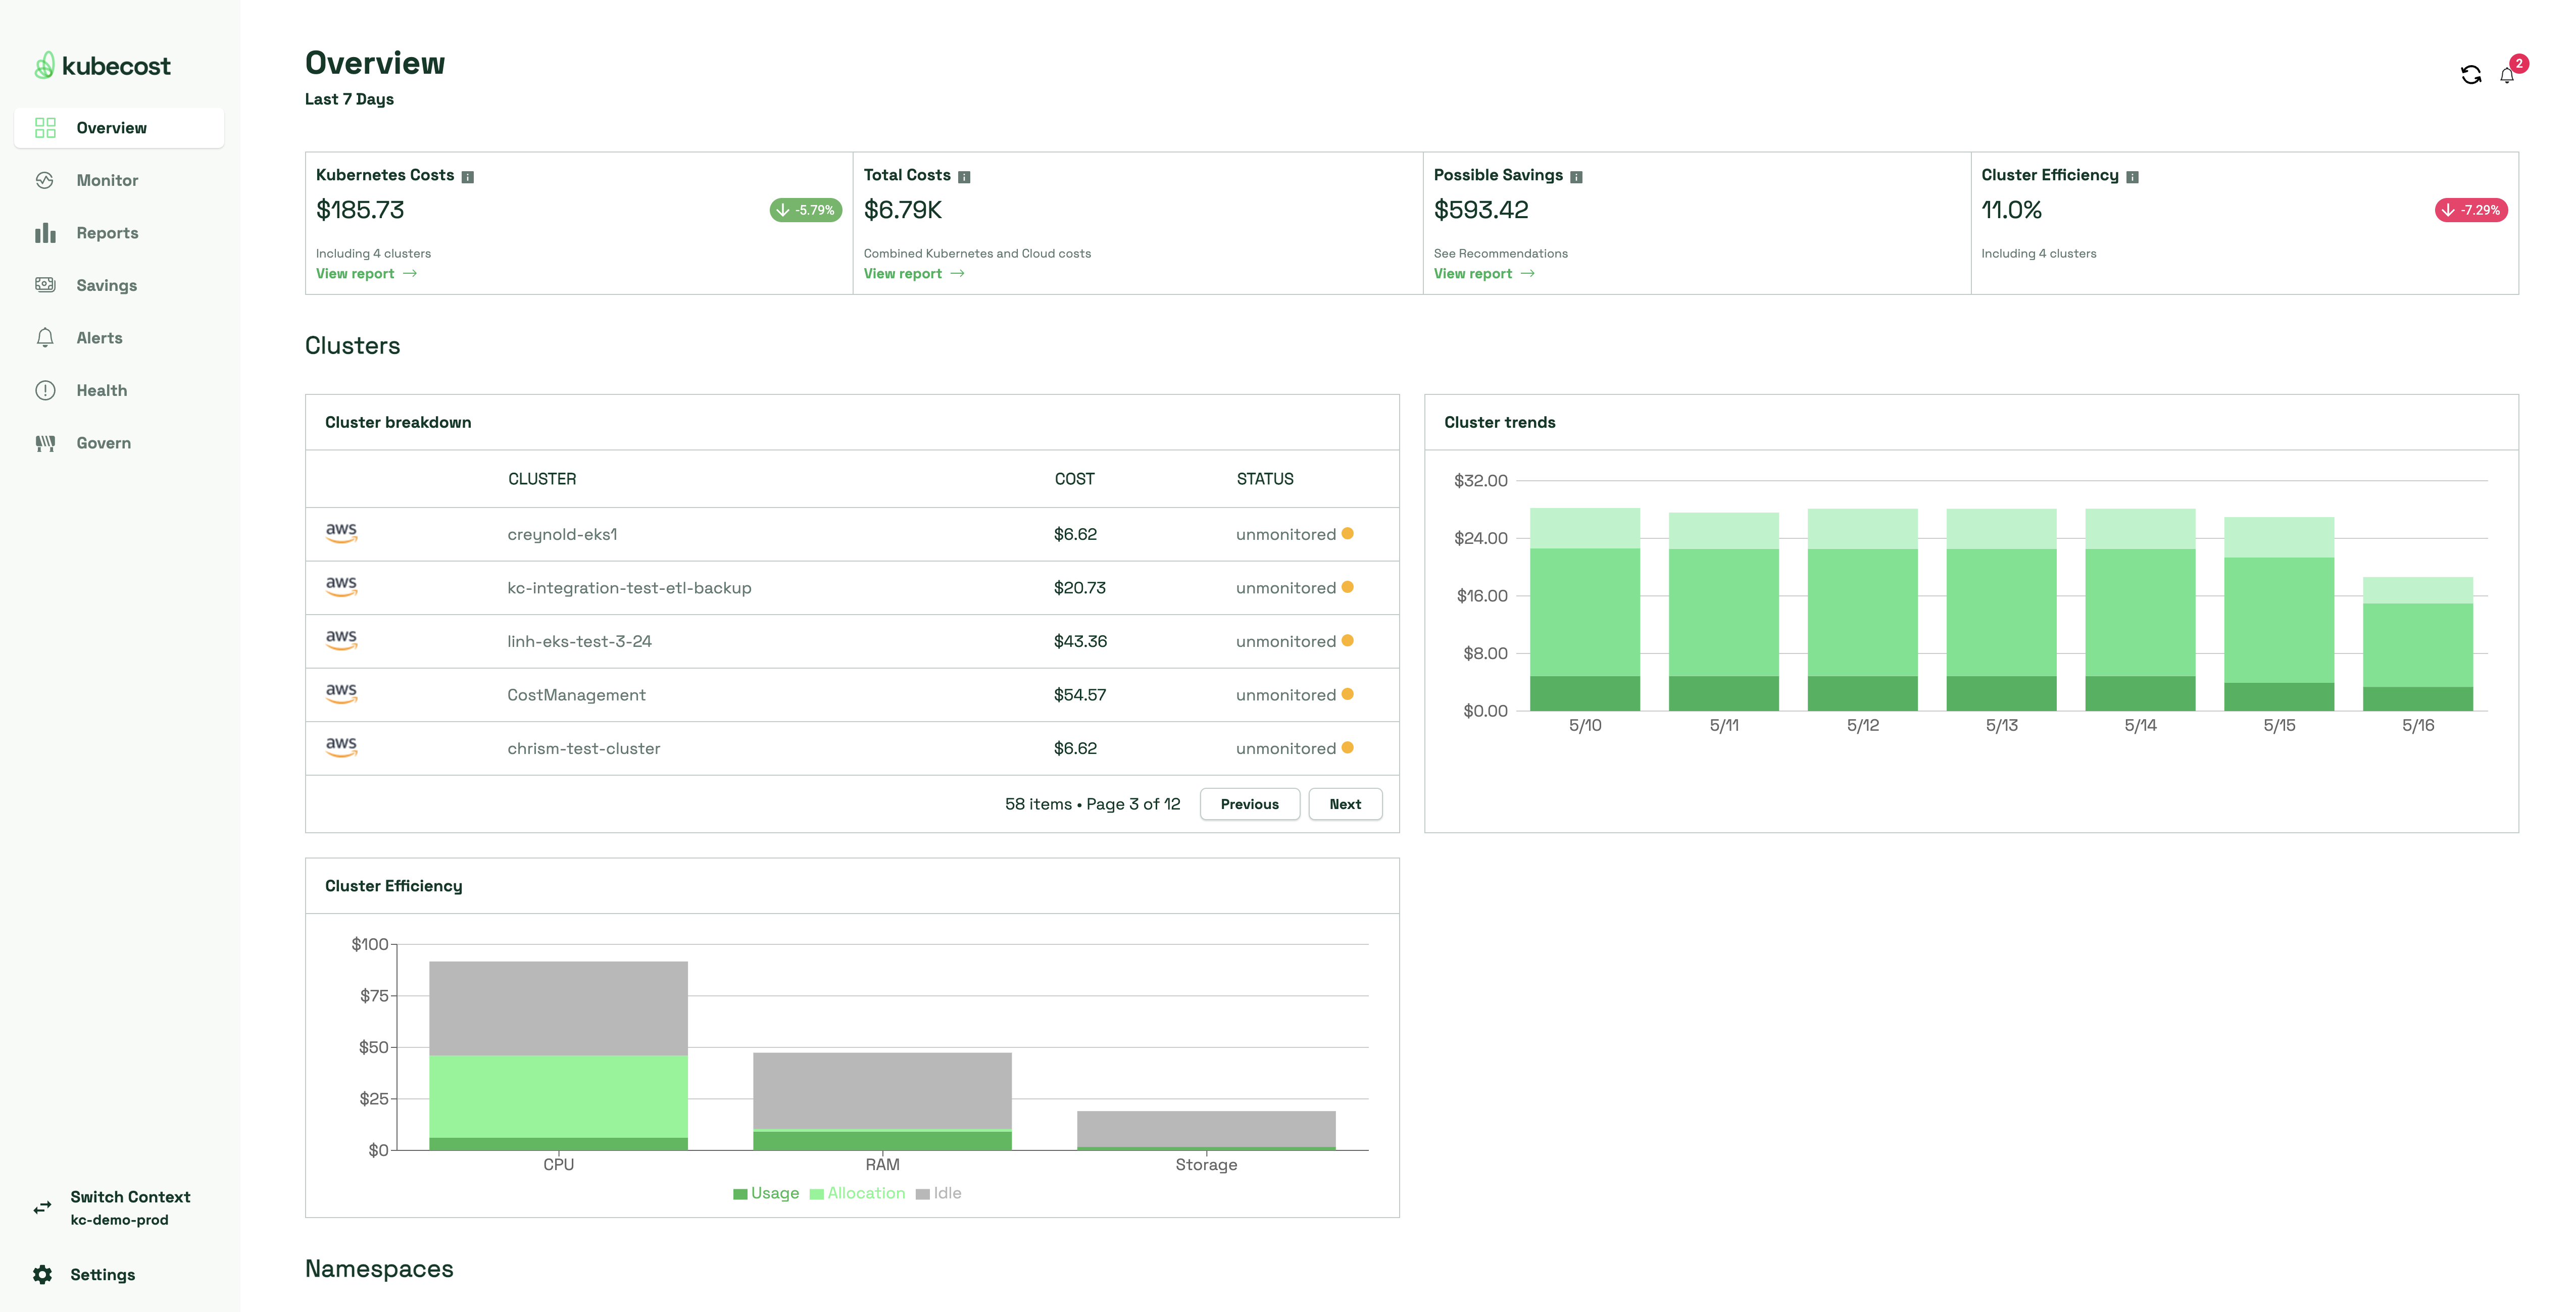 kubecost
Overview
Monitor
Reports
Savings
Alerts
Health
Govern
Switch Context
kc-demo-prod
Settings
Overview
Last 7 Days
2
Kubernetes Costs
$185.73
-5.79%
Including 4 clusters
View report
Total Costs
$6.79K
Combined Kubernetes and Cloud costs
View report
Possible Savings
$593.42
See Recommendations
View report
Cluster Efficiency
11.0%
-7.29%
Including 4 clusters
Clusters
Cluster breakdown
CLUSTER COST STATUS
aws creynold-eks1 $6.62 unmonitored
aws kc-integration-test-etl-backup $20.73 unmonitored
aws linh-eks-test-3-24 $43.36 unmonitored
aws CostManagement $54.57 unmonitored
aws chrism-test-cluster $6.62 unmonitored
58 items • Page 3 of 12 Previous Next
Cluster trends
$32.00
$24.00
$16.00
$8.00
$0.00
5/10 5/11 5/12 5/13 5/14 5/15 5/16
Cluster Efficiency
$100
$75
$50
$25
$0
CPU RAM Storage
Usage Allocation Idle
Namespaces